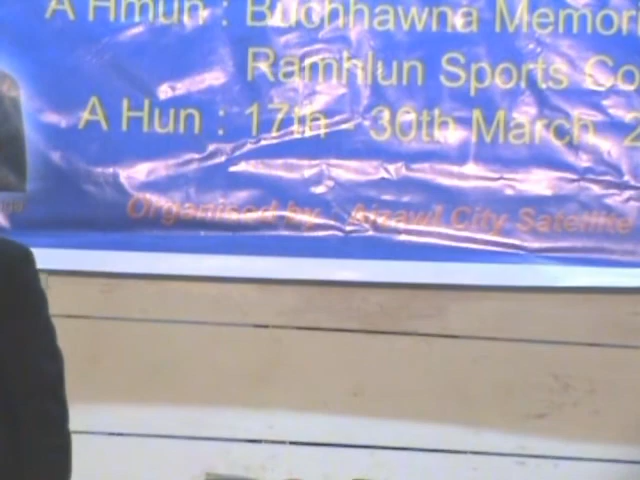 A Hmun : Buchhawna Memori
Ramhlun Sports Co
A Hun : 17th - 30th March, 2
Organised by : Aizawl City Satellite